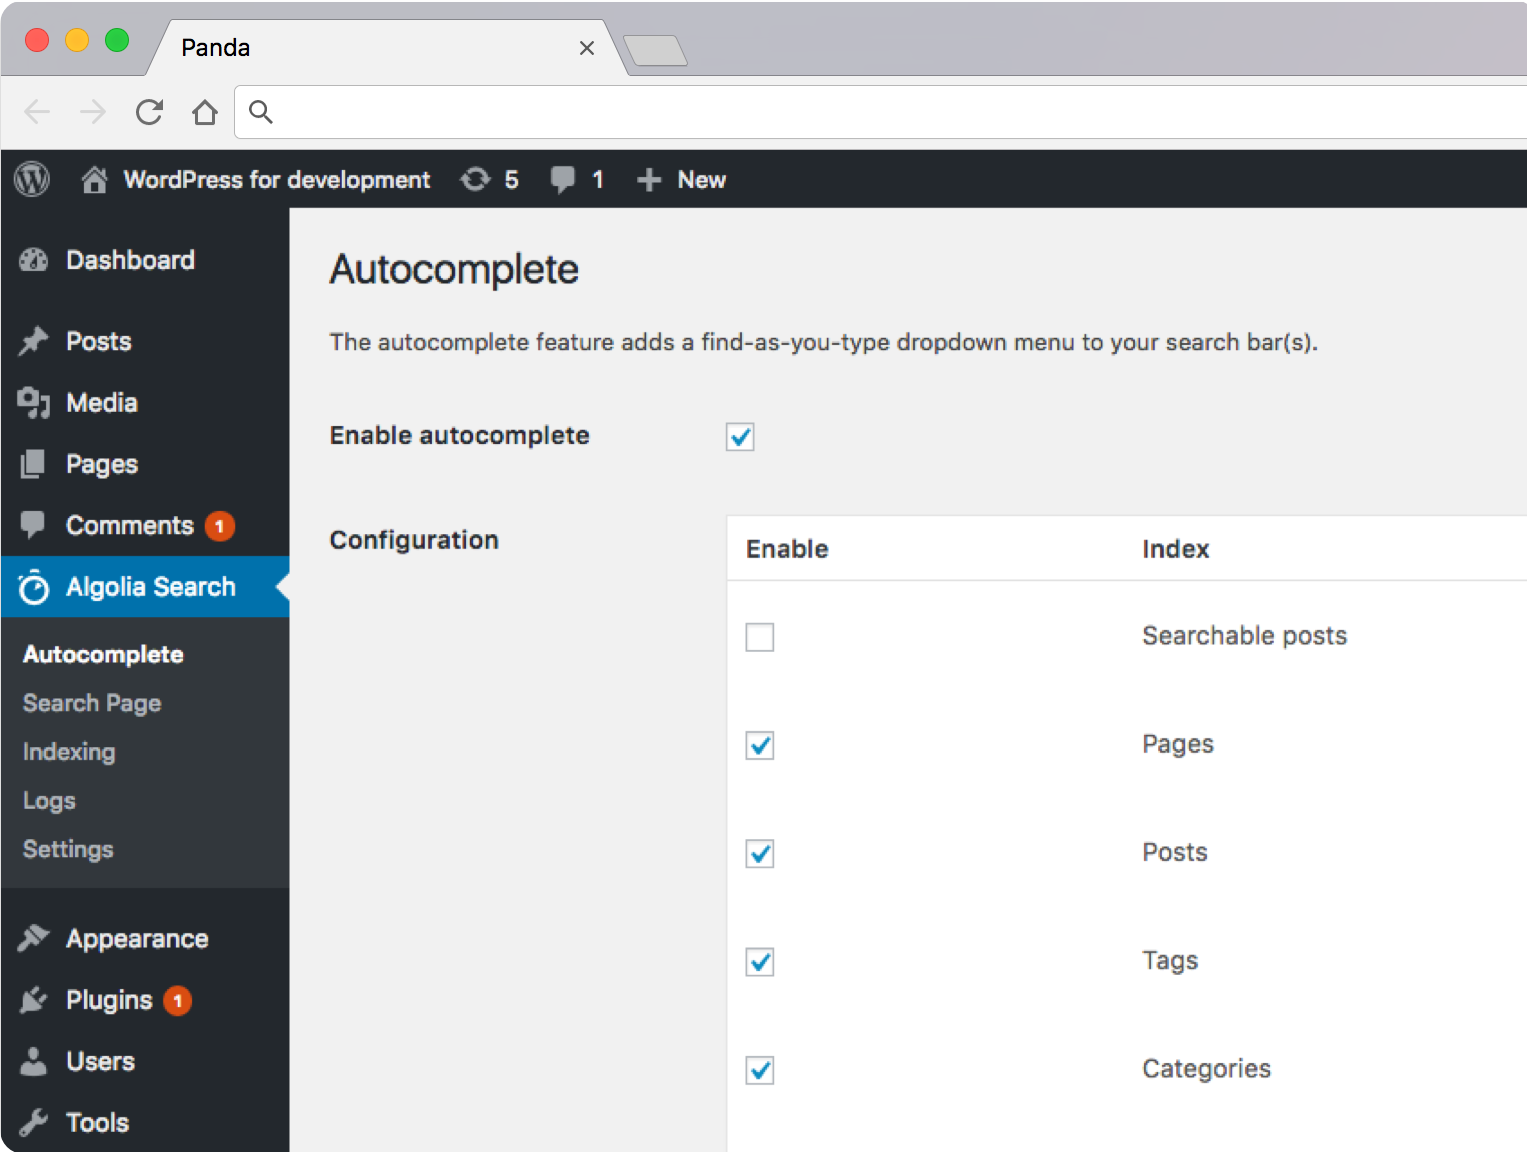 Panda
WordPress for development 5 1 New
Dashboard
Posts
Media
Pages
Comments 1
Algolia Search
Autocomplete
Search Page
Indexing
Logs
Settings
Appearance
Plugins 1
Users
Tools
Autocomplete
The autocomplete feature adds a find-as-you-type dropdown menu to your search bar(s).
Enable autocomplete
Configuration
Enable Index
Searchable posts
Pages
Posts
Tags
Categories